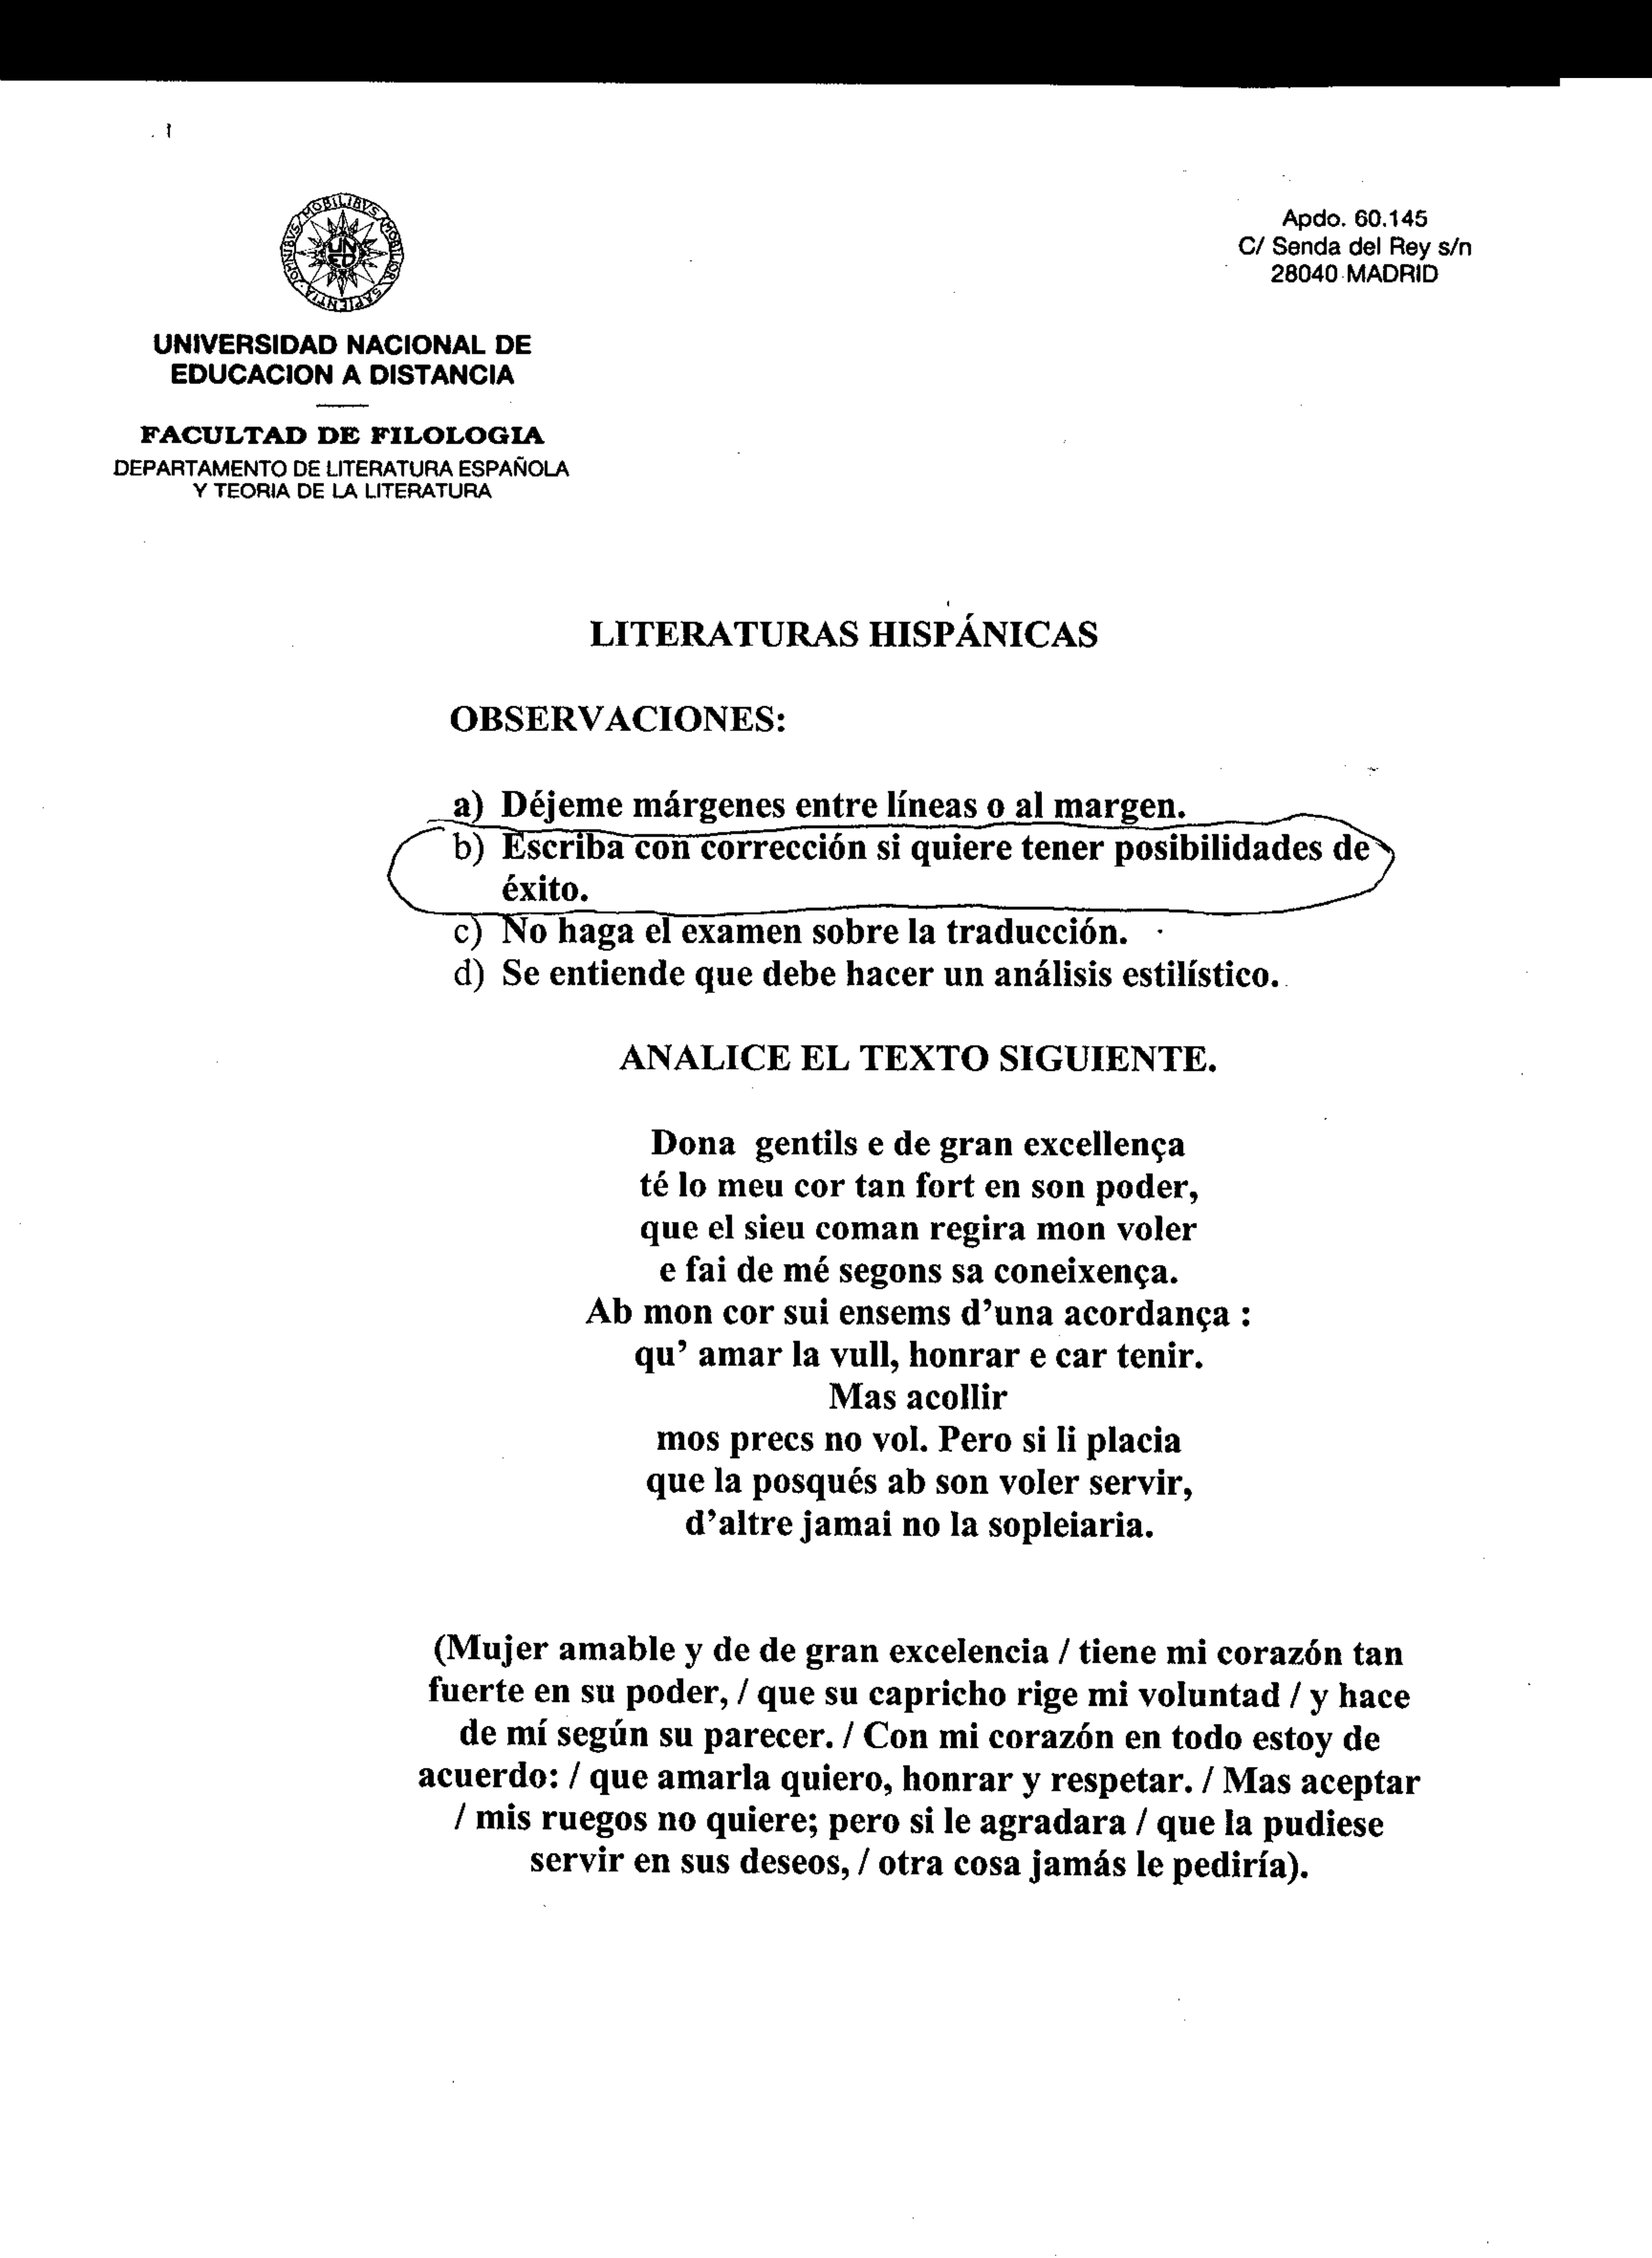 Apdo. 60.145
C/ Senda del Rey s/n
28040 MADRID
OMNIBVS MOBILIBVS MOBILIOR SAPIENTIA
UNED
UNIVERSIDAD NACIONAL DE
EDUCACION A DISTANCIA
FACULTAD DE FILOLOGIA
DEPARTAMENTO DE LITERATURA ESPAÑOLA
Y TEORIA DE LA LITERATURA
LITERATURAS HISPÁNICAS
OBSERVACIONES:
a) Déjeme márgenes entre líneas o al margen.
b) Escriba con corrección si quiere tener posibilidades de
éxito.
c) No haga el examen sobre la traducción.
d) Se entiende que debe hacer un análisis estilístico.
ANALICE EL TEXTO SIGUIENTE.
Dona gentils e de gran excellença
té lo meu cor tan fort en son poder,
que el sieu coman regira mon voler
e fai de mé segons sa coneixença.
Ab mon cor sui ensems d'una acordança :
qu' amar la vull, honrar e car tenir.
Mas acollir
mos precs no vol. Pero si li placia
que la posqués ab son voler servir,
d'altre jamai no la sopleiaria.
(Mujer amable y de de gran excelencia / tiene mi corazón tan
fuerte en su poder, / que su capricho rige mi voluntad / y hace
de mí según su parecer. / Con mi corazón en todo estoy de
acuerdo: / que amarla quiero, honrar y respetar. / Mas aceptar
/ mis ruegos no quiere; pero si le agradara / que la pudiese
servir en sus deseos, / otra cosa jamás le pediría).